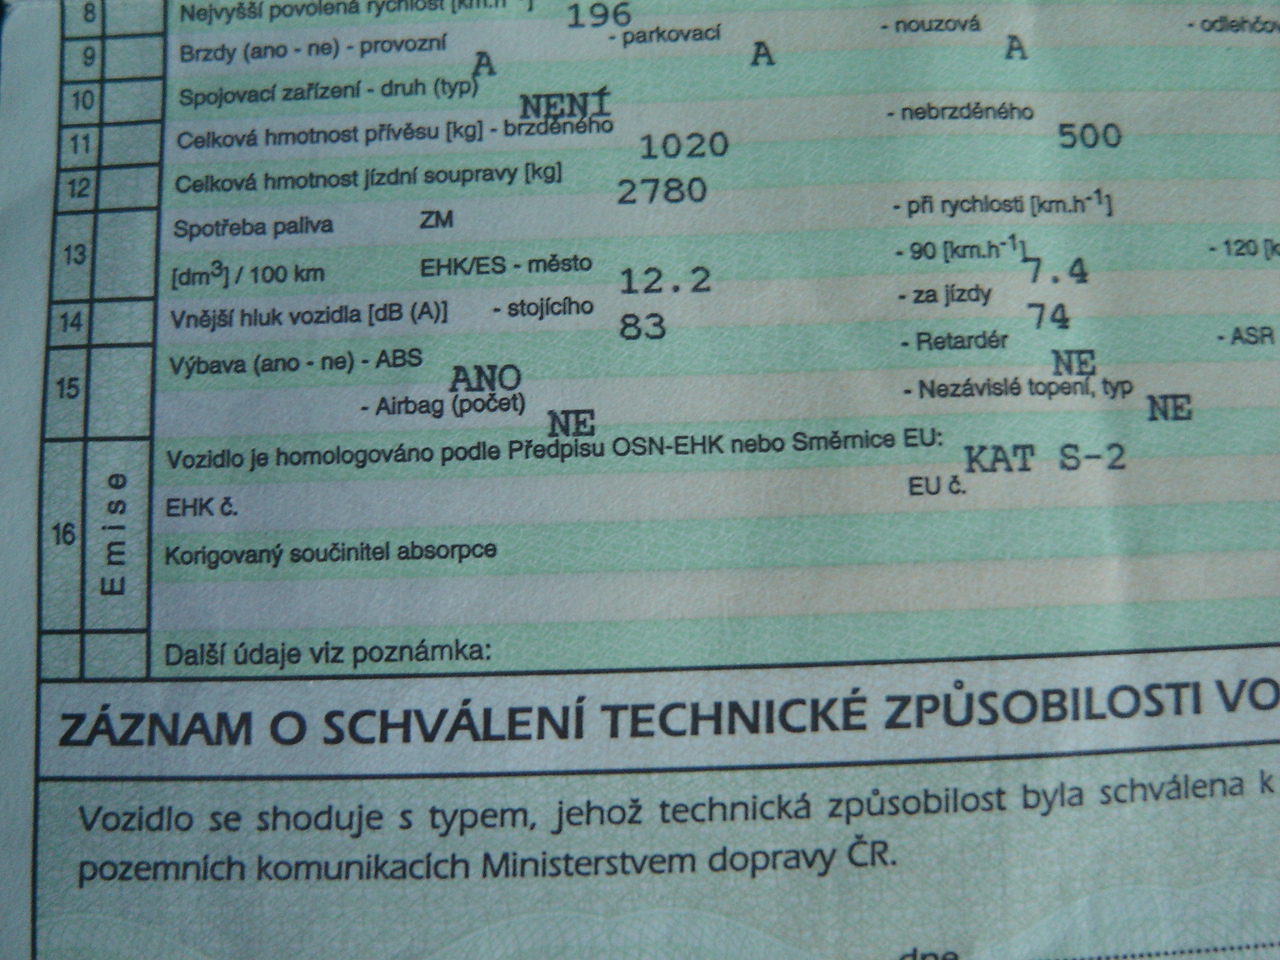 8 Nejvyšší povolená rychlost [km.h⁻¹] 196
9 Brzdy (ano - ne) - provozní A - parkovací A - nouzová A - odlehčov
10 Spojovací zařízení - druh (typ) NENÍ
11 Celková hmotnost přívěsu [kg] - brzděného 1020 - nebrzděného 500
12 Celková hmotnost jízdní soupravy [kg] 2780
13 Spotřeba paliva ZM - při rychlosti [km.h⁻¹]
[dm³] / 100 km EHK/ES - město 12.2 - 90 [km.h⁻¹] 7.4 - 120 [k
14 Vnější hluk vozidla [dB (A)] - stojícího 83 - za jízdy 74
15 Výbava (ano - ne) - ABS ANO - Retardér NE - ASR
- Airbag (počet) NE - Nezávislé topení, typ NE
16 Emise Vozidlo je homologováno podle Předpisu OSN-EHK nebo Směrnice EU: KAT S-2
EHK č. EU č.
Korigovaný součinitel absorpce
Další údaje viz poznámka:
ZÁZNAM O SCHVÁLENÍ TECHNICKÉ ZPŮSOBILOSTI VO
Vozidlo se shoduje s typem, jehož technická způsobilost byla schválena k
pozemních komunikacích Ministerstvem dopravy ČR.
dne